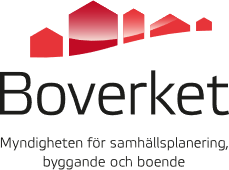 Boverket
Myndigheten för samhällsplanering,
byggande och boende